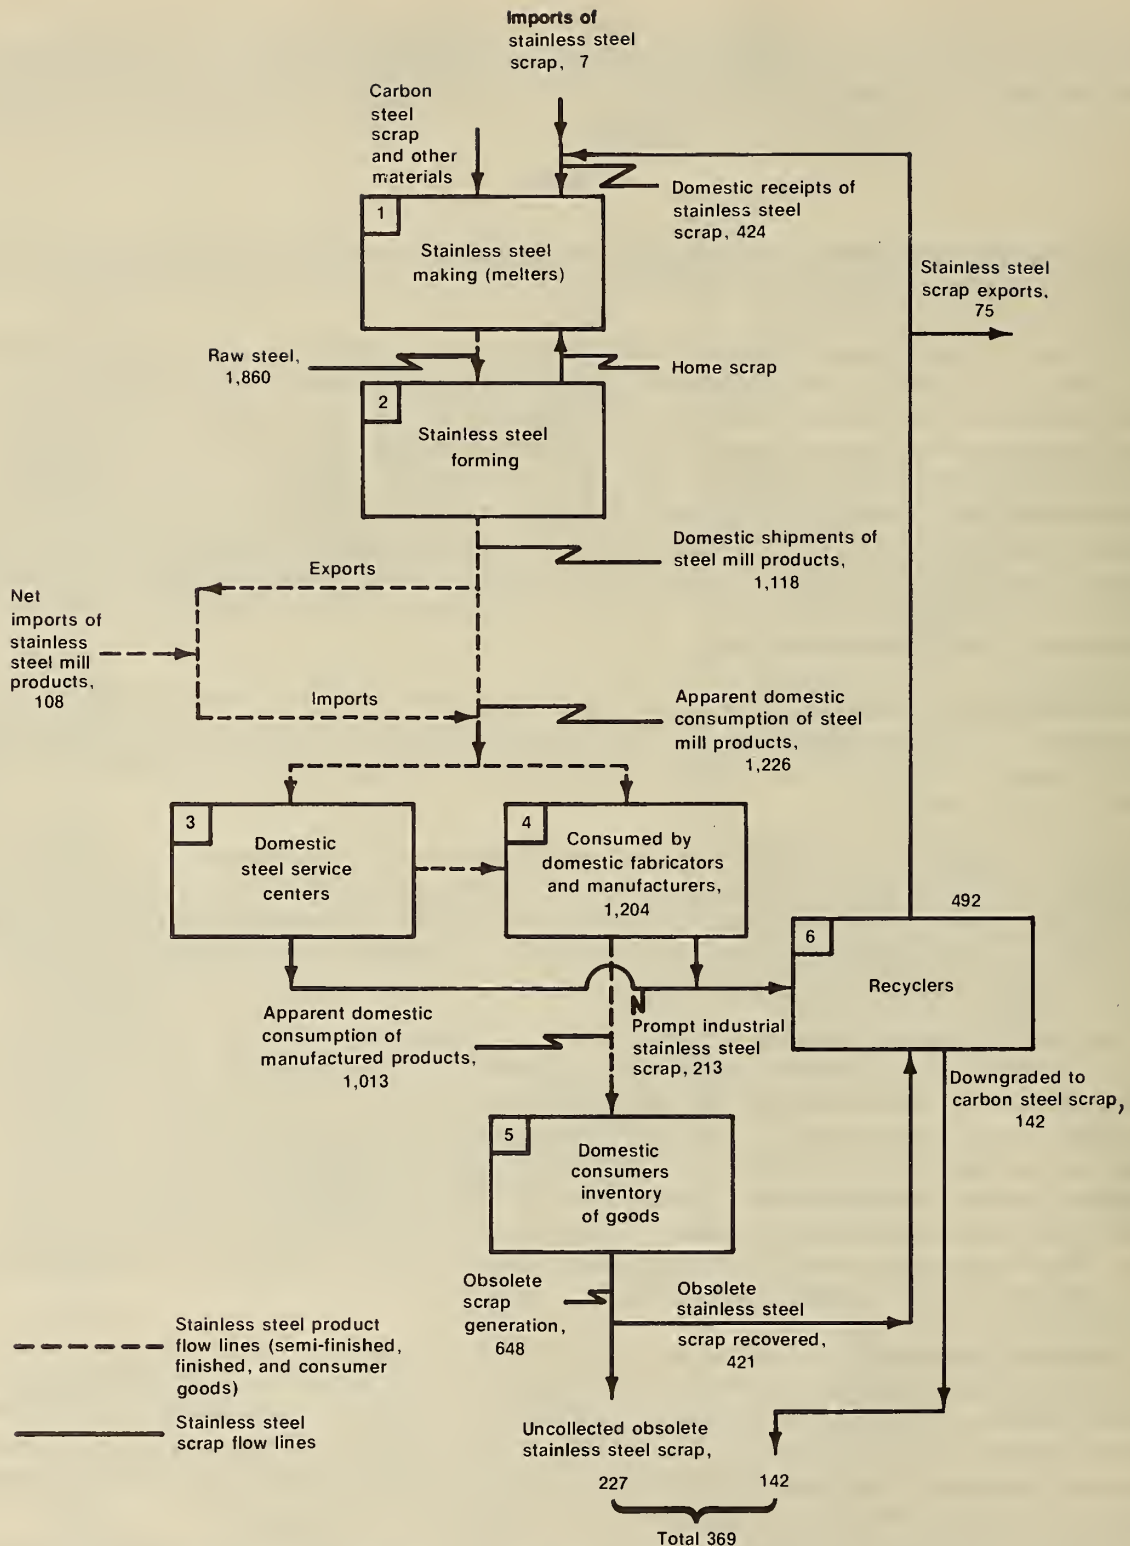 Imports of
stainless steel
scrap, 7
Carbon
steel
scrap
and other
materials
Domestic receipts of
stainless steel
scrap, 424
1
Stainless steel
making (melters)
Stainless steel
scrap exports,
75
Raw steel,
1,860
Home scrap
2
Stainless steel
forming
Domestic shipments of
steel mill products,
1,118
Exports
Net
imports of
stainless
steel mill
products,
108
Imports
Apparent domestic
consumption of steel
mill products,
1,226
3
Domestic
steel service
centers
4
Consumed by
domestic fabricators
and manufacturers,
1,204
492
6
Recyclers
Apparent domestic
consumption of
manufactured products,
1,013
Prompt industrial
stainless steel
scrap, 213
Downgraded to
carbon steel scrap,
142
5
Domestic
consumers
inventory
of goods
Obsolete
scrap
generation,
648
Obsolete
stainless steel
scrap recovered,
421
Stainless steel product
flow lines (semi-finished,
finished, and consumer
goods)
Stainless steel
scrap flow lines
Uncollected obsolete
stainless steel scrap,
227
142
Total 369